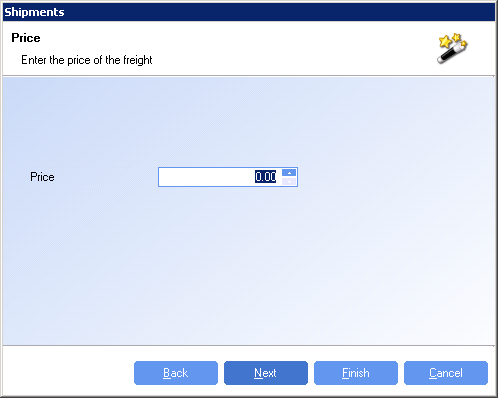 Shipments
Price
Enter the price of the freight
Price 0.00
Back Next Finish Cancel